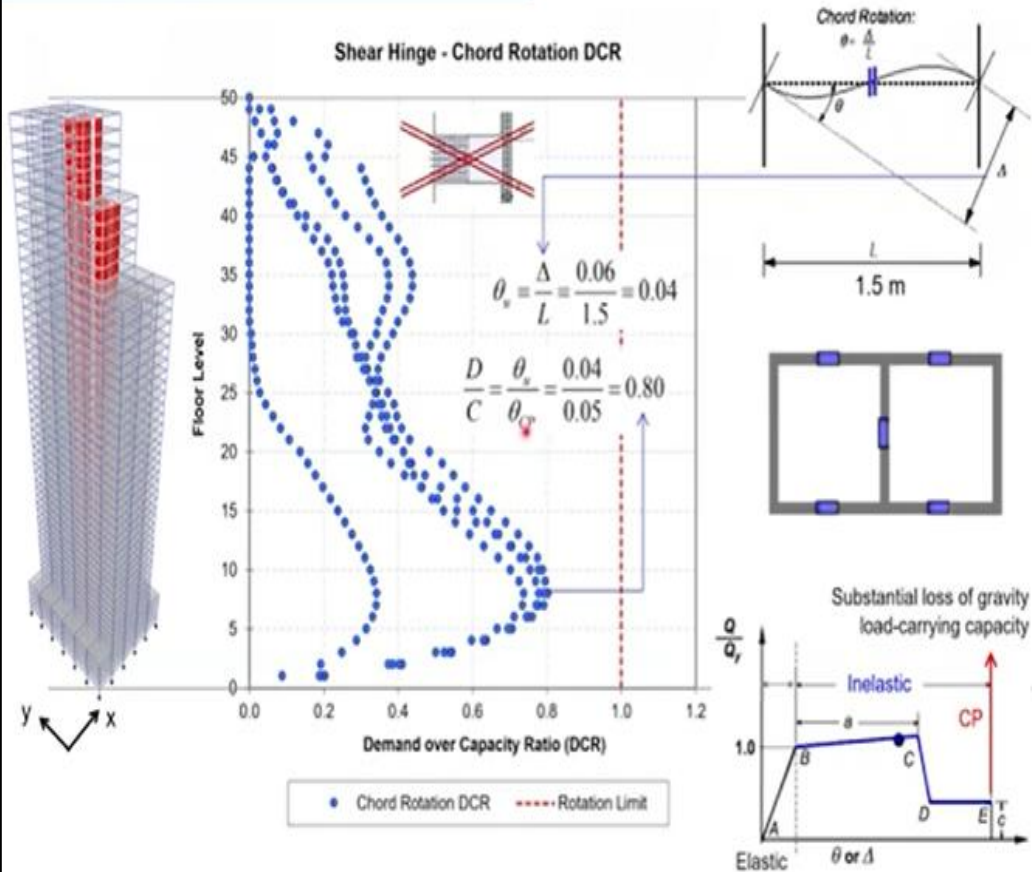 Shear Hinge - Chord Rotation DCR
Chord Rotation:
θ = Δ / L
θ
Δ
L
1.5 m
50
45
40
35
30
25
20
15
10
5
0
Floor Level
θu = Δ / L = 0.06 / 1.5 = 0.04
D / C = θu / θCP = 0.04 / 0.05 = 0.80
0.0 0.2 0.4 0.6 0.8 1.0 1.2
Demand over Capacity Ratio (DCR)
Chord Rotation DCR
Rotation Limit
y
x
Substantial loss of gravity
load-carrying capacity
Q / Qy
Inelastic
CP
a
1.0
B
C
D
E
c
A
Elastic
θ or Δ